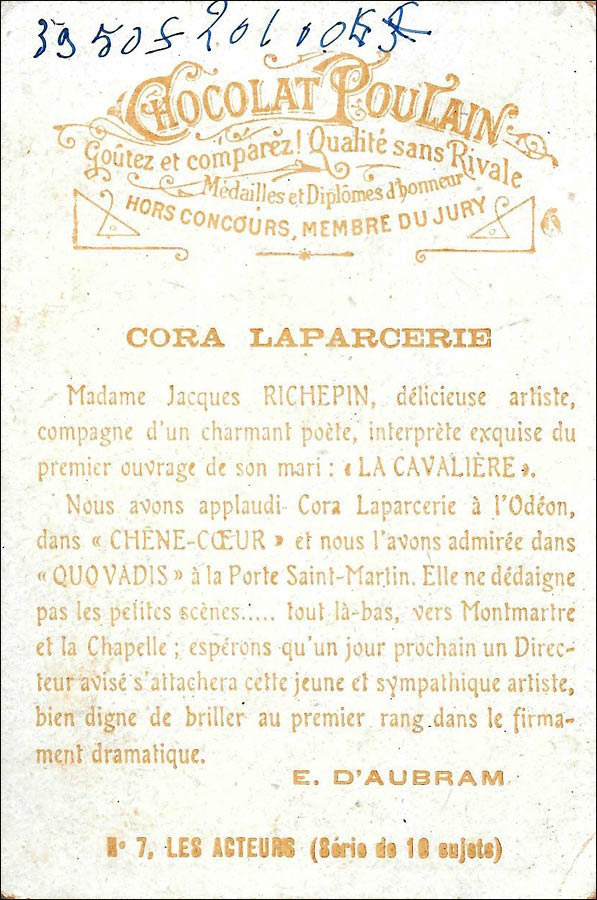 CHOCOLAT POULAIN
Goûtez et comparez! Qualité sans Rivale
Médailles et Diplômes d'honneur
HORS CONCOURS, MEMBRE DU JURY
CORA LAPARCERIE
Madame Jacques RICHEPIN, délicieuse artiste,
compagne d'un charmant poète, interprète exquise du
premier ouvrage de son mari : « LA CAVALIÈRE ».
Nous avons applaudi Cora Laparcerie à l'Odéon,
dans « CHÊNE-CŒUR » et nous l'avons admirée dans
« QUO VADIS » à la Porte Saint-Martin. Elle ne dédaigne
pas les petites scènes..... tout là-bas, vers Montmartre
et la Chapelle ; espérons qu'un jour prochain un Direc-
teur avisé s'attachera cette jeune et sympathique artiste,
bien digne de briller au premier rang dans le firma-
ment dramatique.
E. D'AUBRAM
N° 7, LES ACTEURS (Série de 10 sujets)